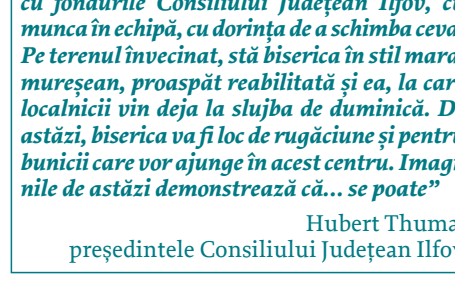 cu fondurile Consiliului Județean Ilfov, cu
munca în echipă, cu dorința de a schimba ceva
Pe terenul învecinat, stă biserica în stil mara
mureșean, proaspăt reabilitată și ea, la car
localnicii vin deja la slujba de duminică. D
astăzi, biserica va fi loc de rugăciune și pentr
bunicii care vor ajunge în acest centru. Imagi
nile de astăzi demonstrează că... se poate”
Hubert Thuma
președintele Consiliului Județean Ilfov